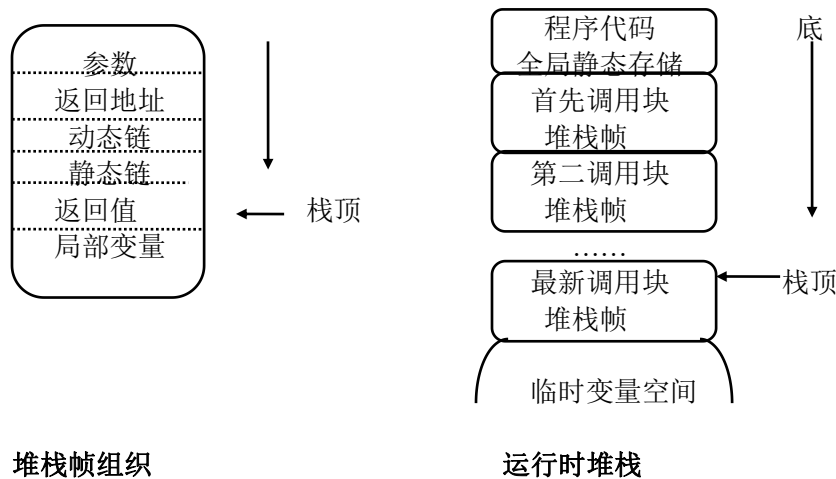 参数
返回地址
动态链
静态链
返回值
局部变量
栈顶
堆栈帧组织
程序代码
全局静态存储
首先调用块
堆栈帧
第二调用块
堆栈帧
……
最新调用块
堆栈帧
临时变量空间
底
栈顶
运行时堆栈